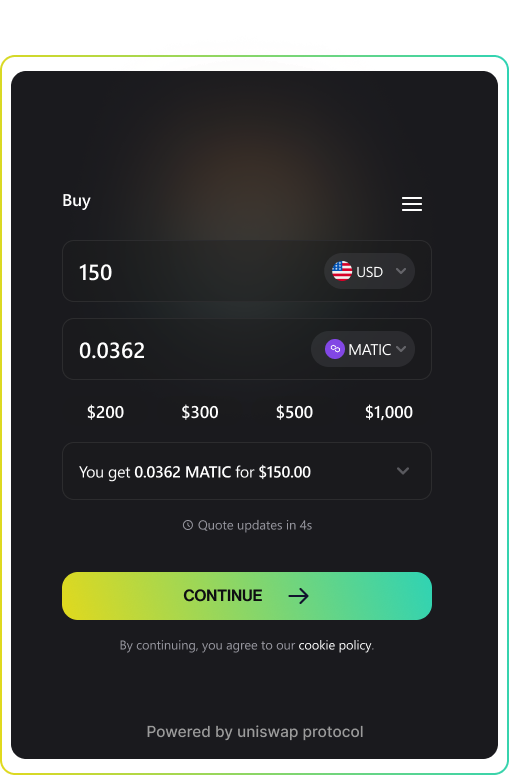 Buy
150 USD
0.0362 MATIC
$200 $300 $500 $1,000
You get 0.0362 MATIC for $150.00
Quote updates in 4s
CONTINUE
By continuing, you agree to our cookie policy.
Powered by uniswap protocol